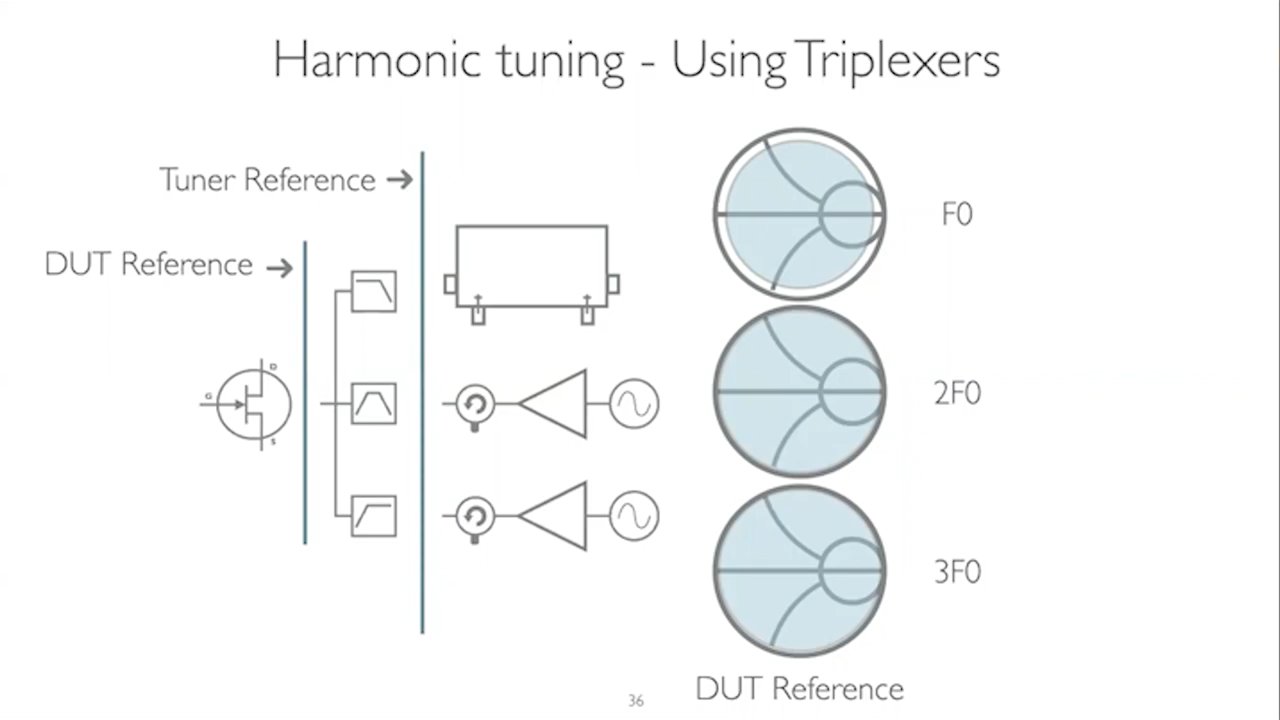 Harmonic tuning - Using Triplexers
Tuner Reference →
DUT Reference →
G
D
S
F0
2F0
3F0
DUT Reference
36